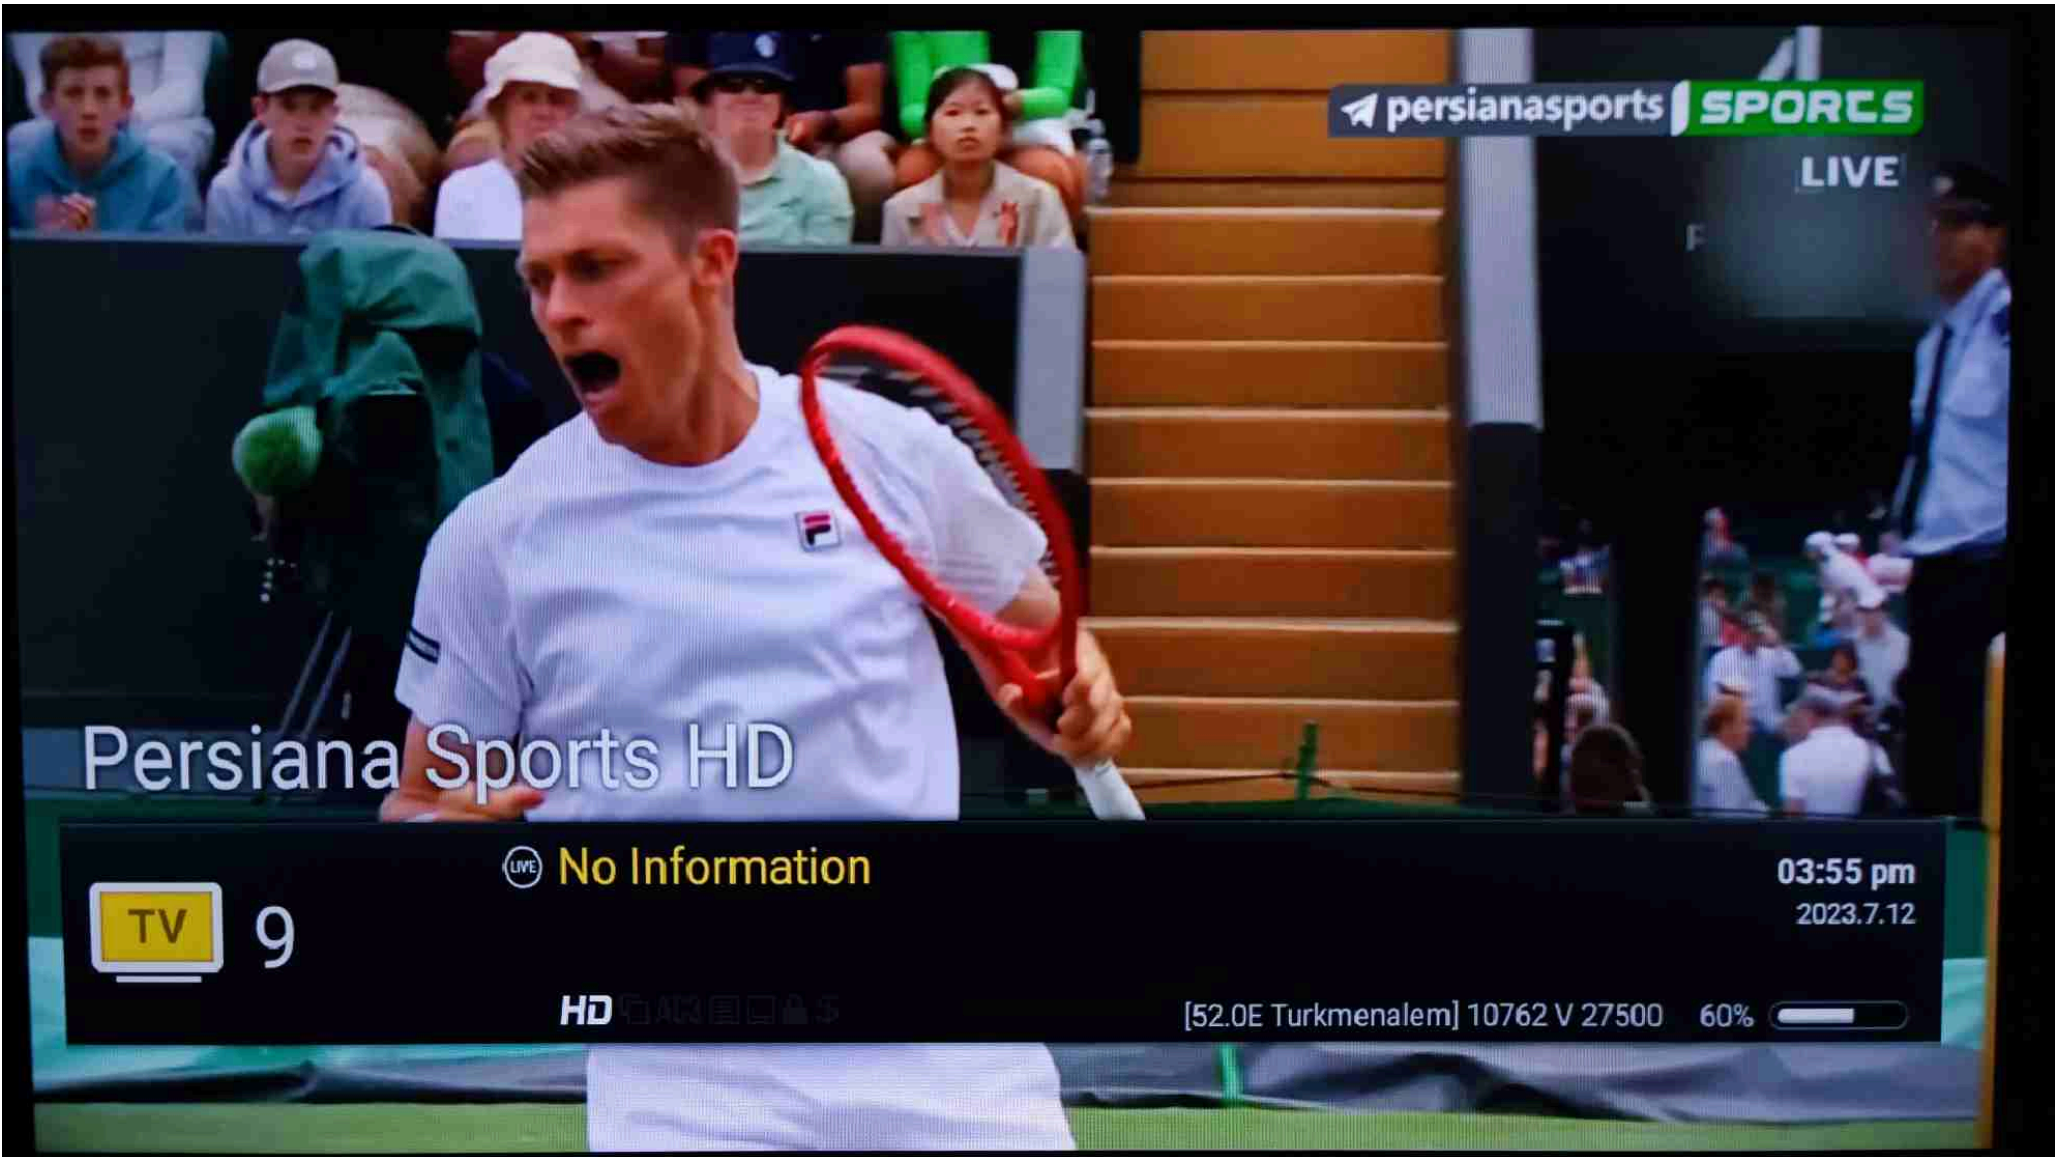 persianasports SPORTS
LIVE
Persiana Sports HD
LIVE No Information
03:55 pm
2023.7.12
TV 9
HD
[52.0E Turkmenalem] 10762 V 27500 60%